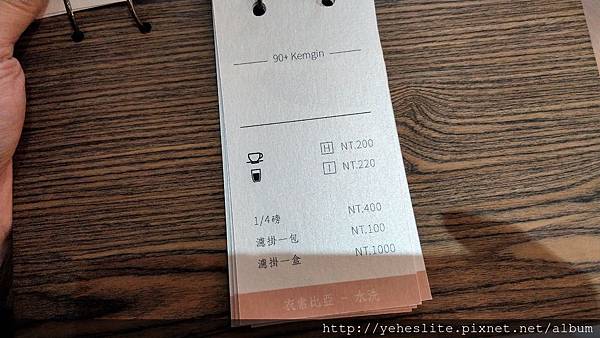 90+ Kemgin
H NT.200
I NT.220
1/4磅 NT.400
濾掛一包 NT.100
濾掛一盒 NT.1000
衣索比亞 - 水洗
http://yeheslite.pixnet.net/album